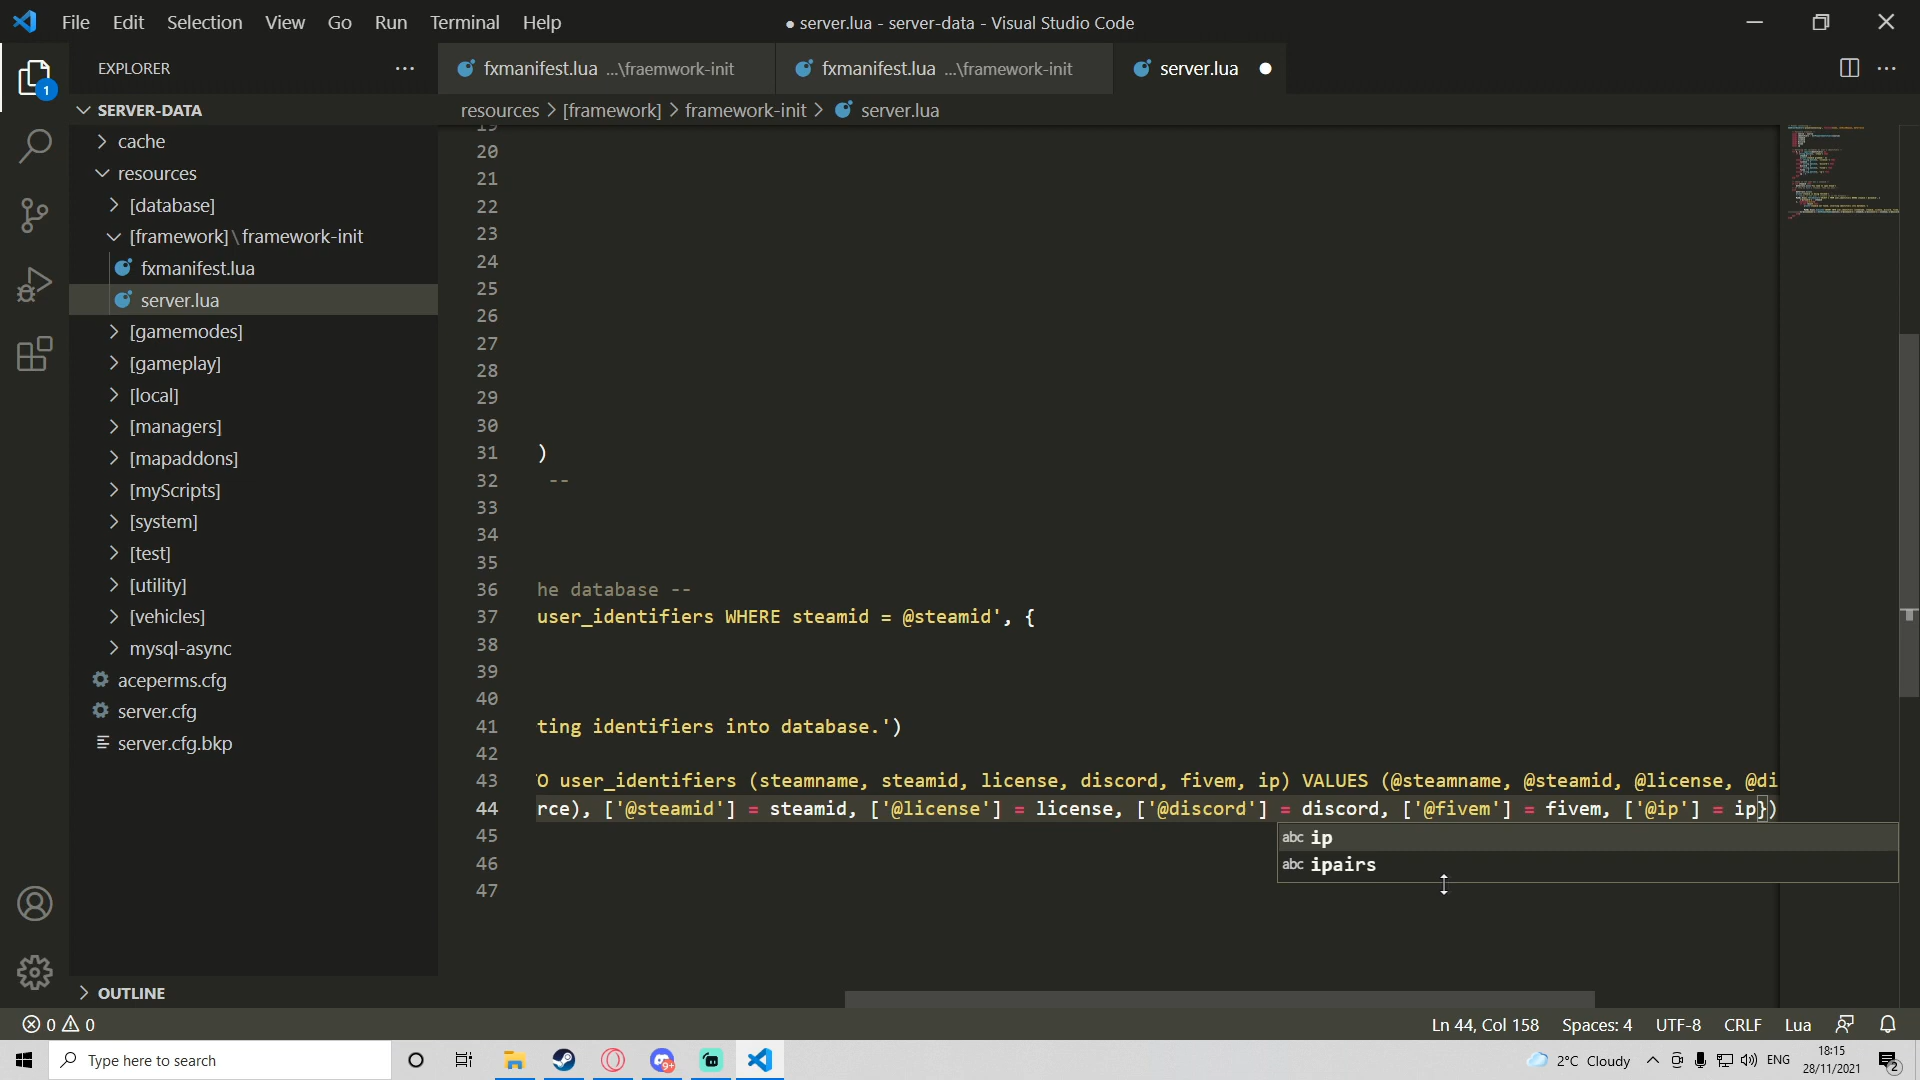 File Edit Selection View Go Run Terminal Help
● server.lua - server-data - Visual Studio Code
EXPLORER
fxmanifest.lua ...\fraemwork-init
fxmanifest.lua ...\framework-init
server.lua
1
SERVER-DATA
resources > [framework] > framework-init > server.lua
cache
resources
[database]
[framework]\framework-init
fxmanifest.lua
server.lua
[gamemodes]
[gameplay]
[local]
[managers]
[mapaddons]
[myScripts]
[system]
[test]
[utility]
[vehicles]
mysql-async
aceperms.cfg
server.cfg
server.cfg.bkp
OUTLINE
19
20
21
22
23
24
25
26
27
28
29
30
31 )
32 --
33
34
35
36 he database --
37 user_identifiers WHERE steamid = @steamid', {
38
39
40
41 ting identifiers into database.')
42
43 O user_identifiers (steamname, steamid, license, discord, fivem, ip) VALUES (@steamname, @steamid, @license, @di
44 rce), ['@steamid'] = steamid, ['@license'] = license, ['@discord'] = discord, ['@fivem'] = fivem, ['@ip'] = ip})
45
46
47
abc ip
abc ipairs
0 0
Ln 44, Col 158 Spaces: 4 UTF-8 CRLF Lua
Type here to search
9+
2°C Cloudy
ENG
18:15
28/11/2021
2